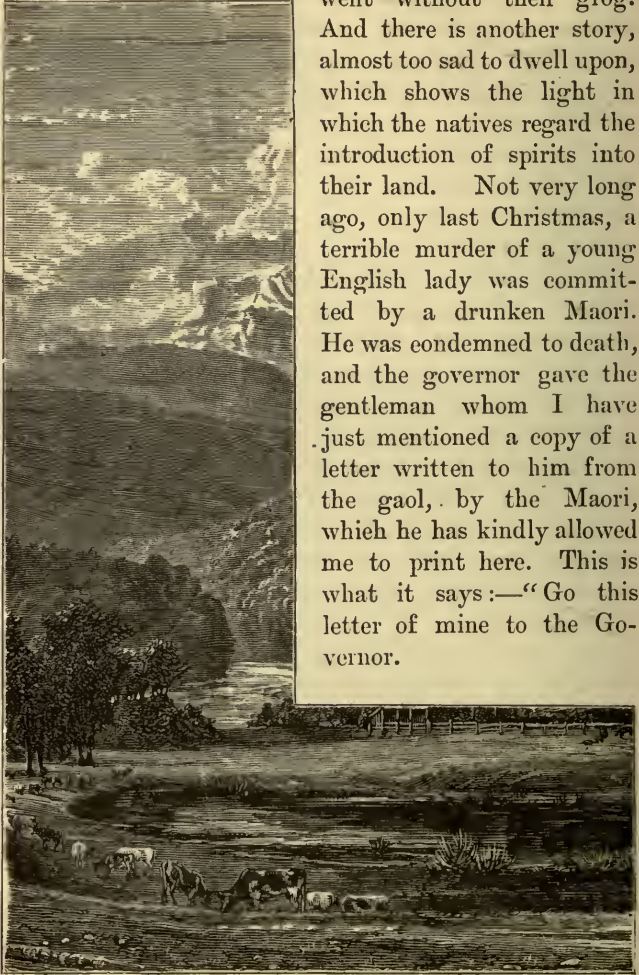 went without their grog.
And there is another story,
almost too sad to dwell upon,
which shows the light in
which the natives regard the
introduction of spirits into
their land. Not very long
ago, only last Christmas, a
terrible murder of a young
English lady was commit-
ted by a drunken Maori.
He was condemned to death,
and the governor gave the
gentleman whom I have
just mentioned a copy of a
letter written to him from
the gaol, by the Maori,
which he has kindly allowed
me to print here. This is
what it says:—“Go this
letter of mine to the Go-
vernor.